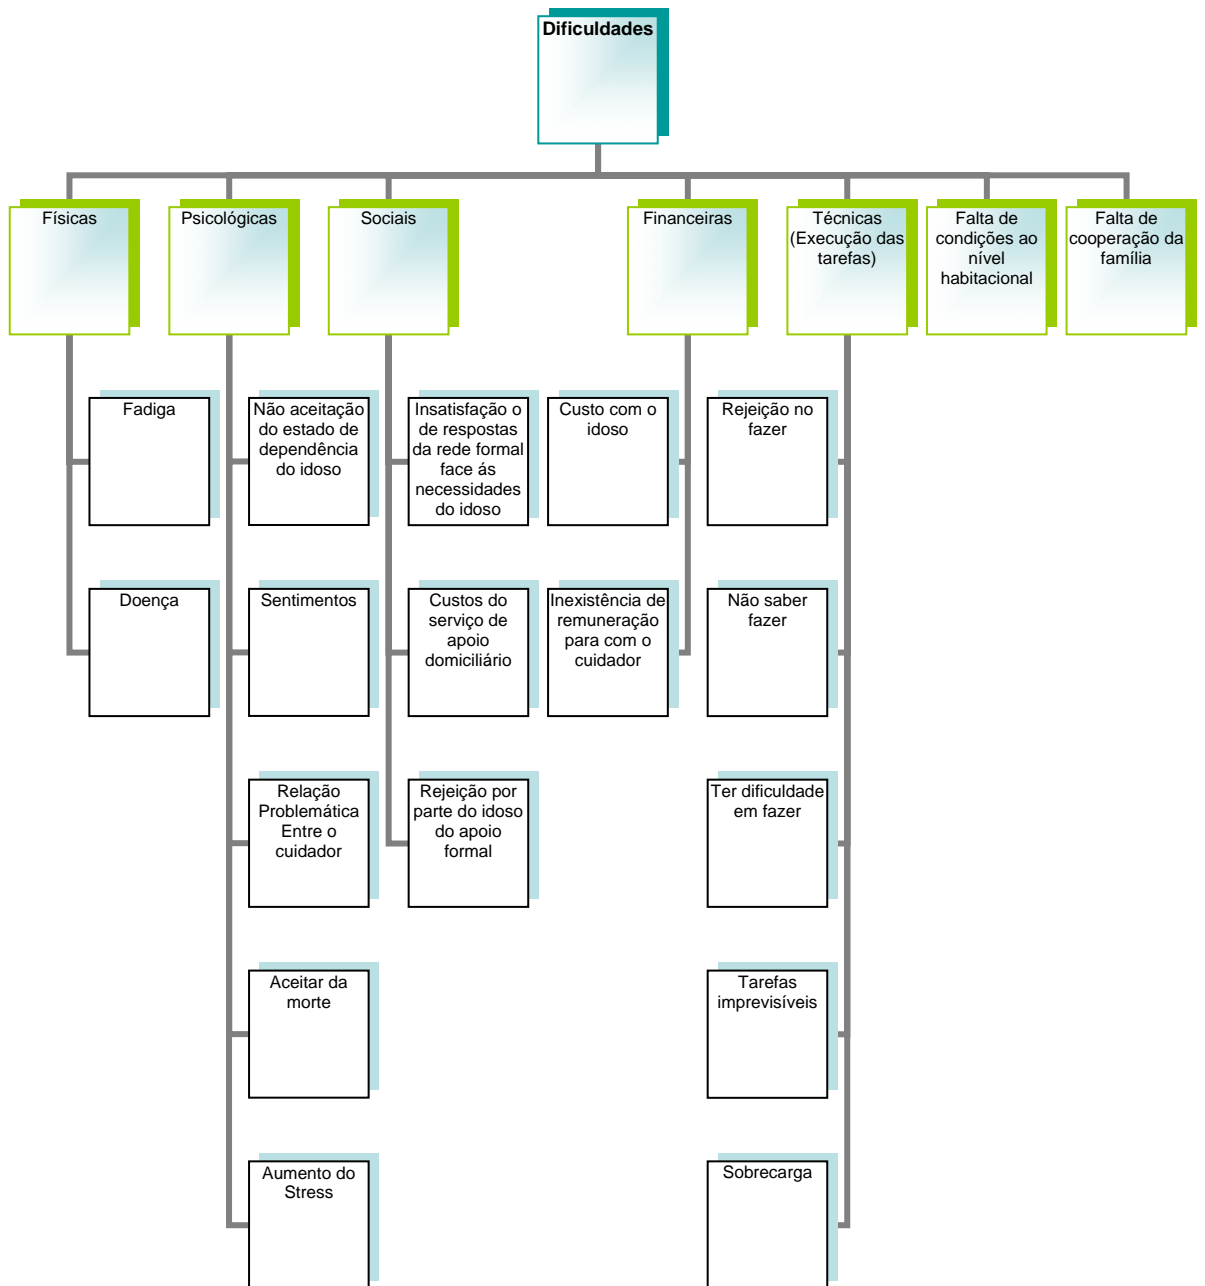 Dificuldades
Físicas
Psicológicas
Sociais
Financeiras
Técnicas
(Execução das
tarefas)
Falta de
condições ao
nível
habitacional
Falta de
cooperação da
família
Fadiga
Não aceitação
do estado de
dependência
do idoso
Insatisfação o
de respostas
da rede formal
face ás
necessidades
do idoso
Custo com o
idoso
Rejeição no
fazer
Doença
Sentimentos
Custos do
serviço de
apoio
domiciliário
Inexistência de
remuneração
para com o
cuidador
Não saber
fazer
Relação
Problemática
Entre o
cuidador
Rejeição por
parte do idoso
do apoio
formal
Ter dificuldade
em fazer
Aceitar da
morte
Tarefas
imprevisíveis
Aumento do
Stress
Sobrecarga